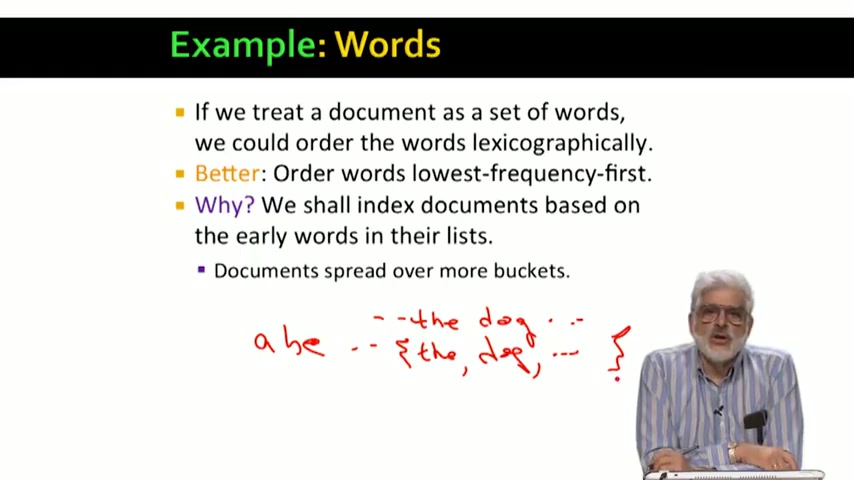 Example: Words
If we treat a document as a set of words,
we could order the words lexicographically.
Better: Order words lowest-frequency-first.
Why? We shall index documents based on
the early words in their lists.
Documents spread over more buckets.
- - the dog . . -
abe - - {the, dog, --- }